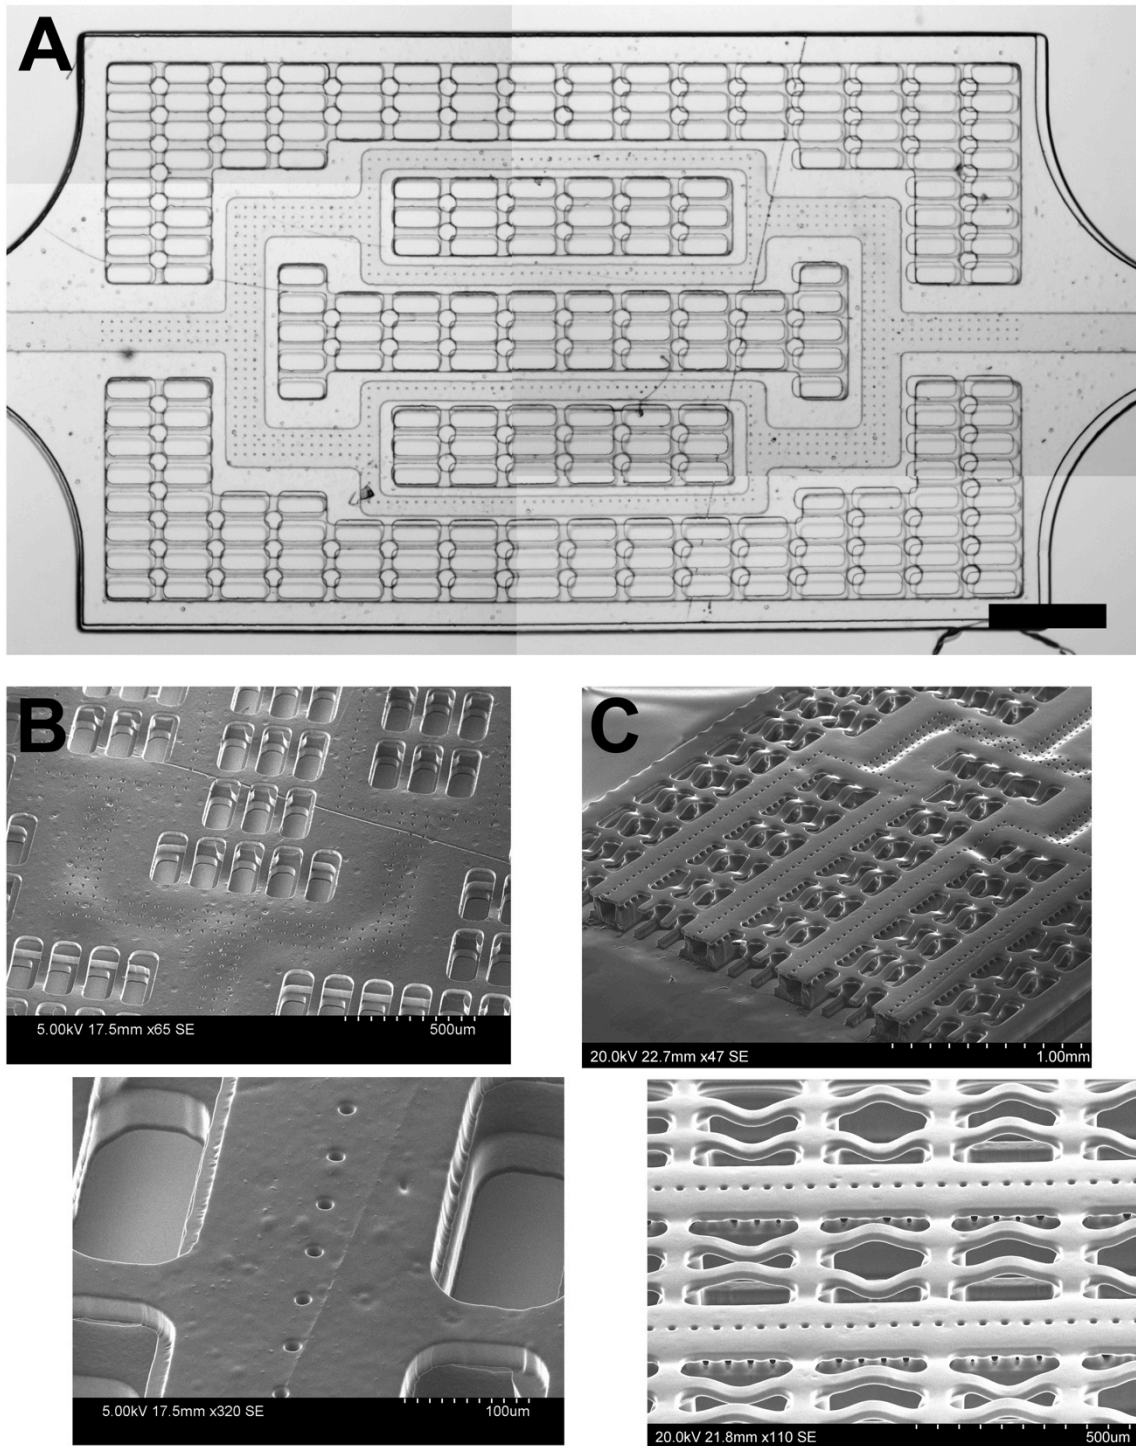 A
B
C
5.00kV 17.5mm x65 SE
500um
20.0kV 22.7mm x47 SE
1.00mm
5.00kV 17.5mm x320 SE
100um
20.0kV 21.8mm x110 SE
500um